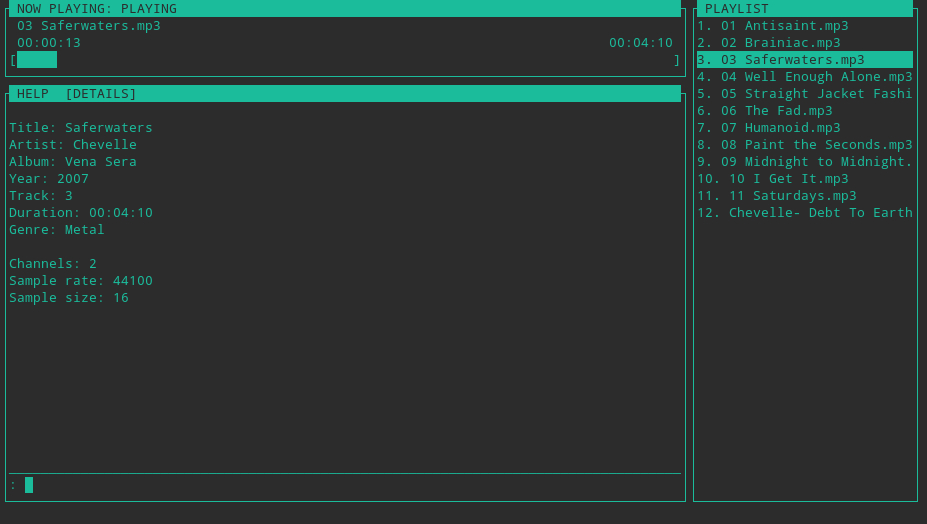 NOW PLAYING: PLAYING
03 Saferwaters.mp3
00:00:13 00:04:10
[ ]
HELP [DETAILS]
Title: Saferwaters
Artist: Chevelle
Album: Vena Sera
Year: 2007
Track: 3
Duration: 00:04:10
Genre: Metal
Channels: 2
Sample rate: 44100
Sample size: 16
:
PLAYLIST
1. 01 Antisaint.mp3
2. 02 Brainiac.mp3
3. 03 Saferwaters.mp3
4. 04 Well Enough Alone.mp3
5. 05 Straight Jacket Fashi
6. 06 The Fad.mp3
7. 07 Humanoid.mp3
8. 08 Paint the Seconds.mp3
9. 09 Midnight to Midnight.
10. 10 I Get It.mp3
11. 11 Saturdays.mp3
12. Chevelle- Debt To Earth